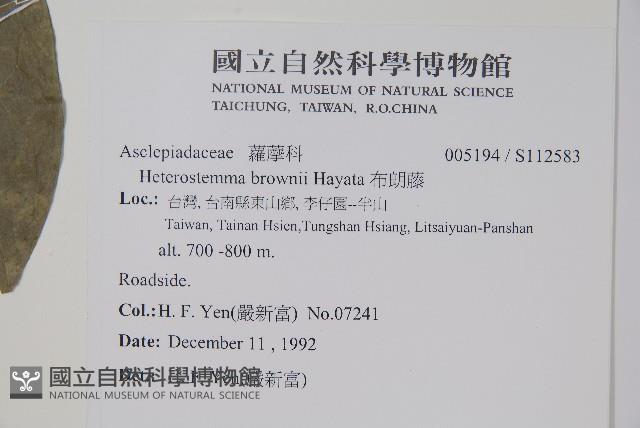 國立自然科學博物館
NATIONAL MUSEUM OF NATURAL SCIENCE
TAICHUNG, TAIWAN, R.O.CHINA
Asclepiadaceae 蘿藦科 005194 / S112583
Heterostemma brownii Hayata 布朗藤
Loc.: 台灣, 台南縣東山鄉, 李仔園--半山
Taiwan, Tainan Hsien,Tungshan Hsiang, Litsaiyuan-Panshan
alt. 700 -800 m.
Roadside.
Col.: H. F. Yen(嚴新富) No.07241
Date: December 11 , 1992
(嚴新富)
國立自然科學博物館
NATIONAL MUSEUM OF NATURAL SCIENCE